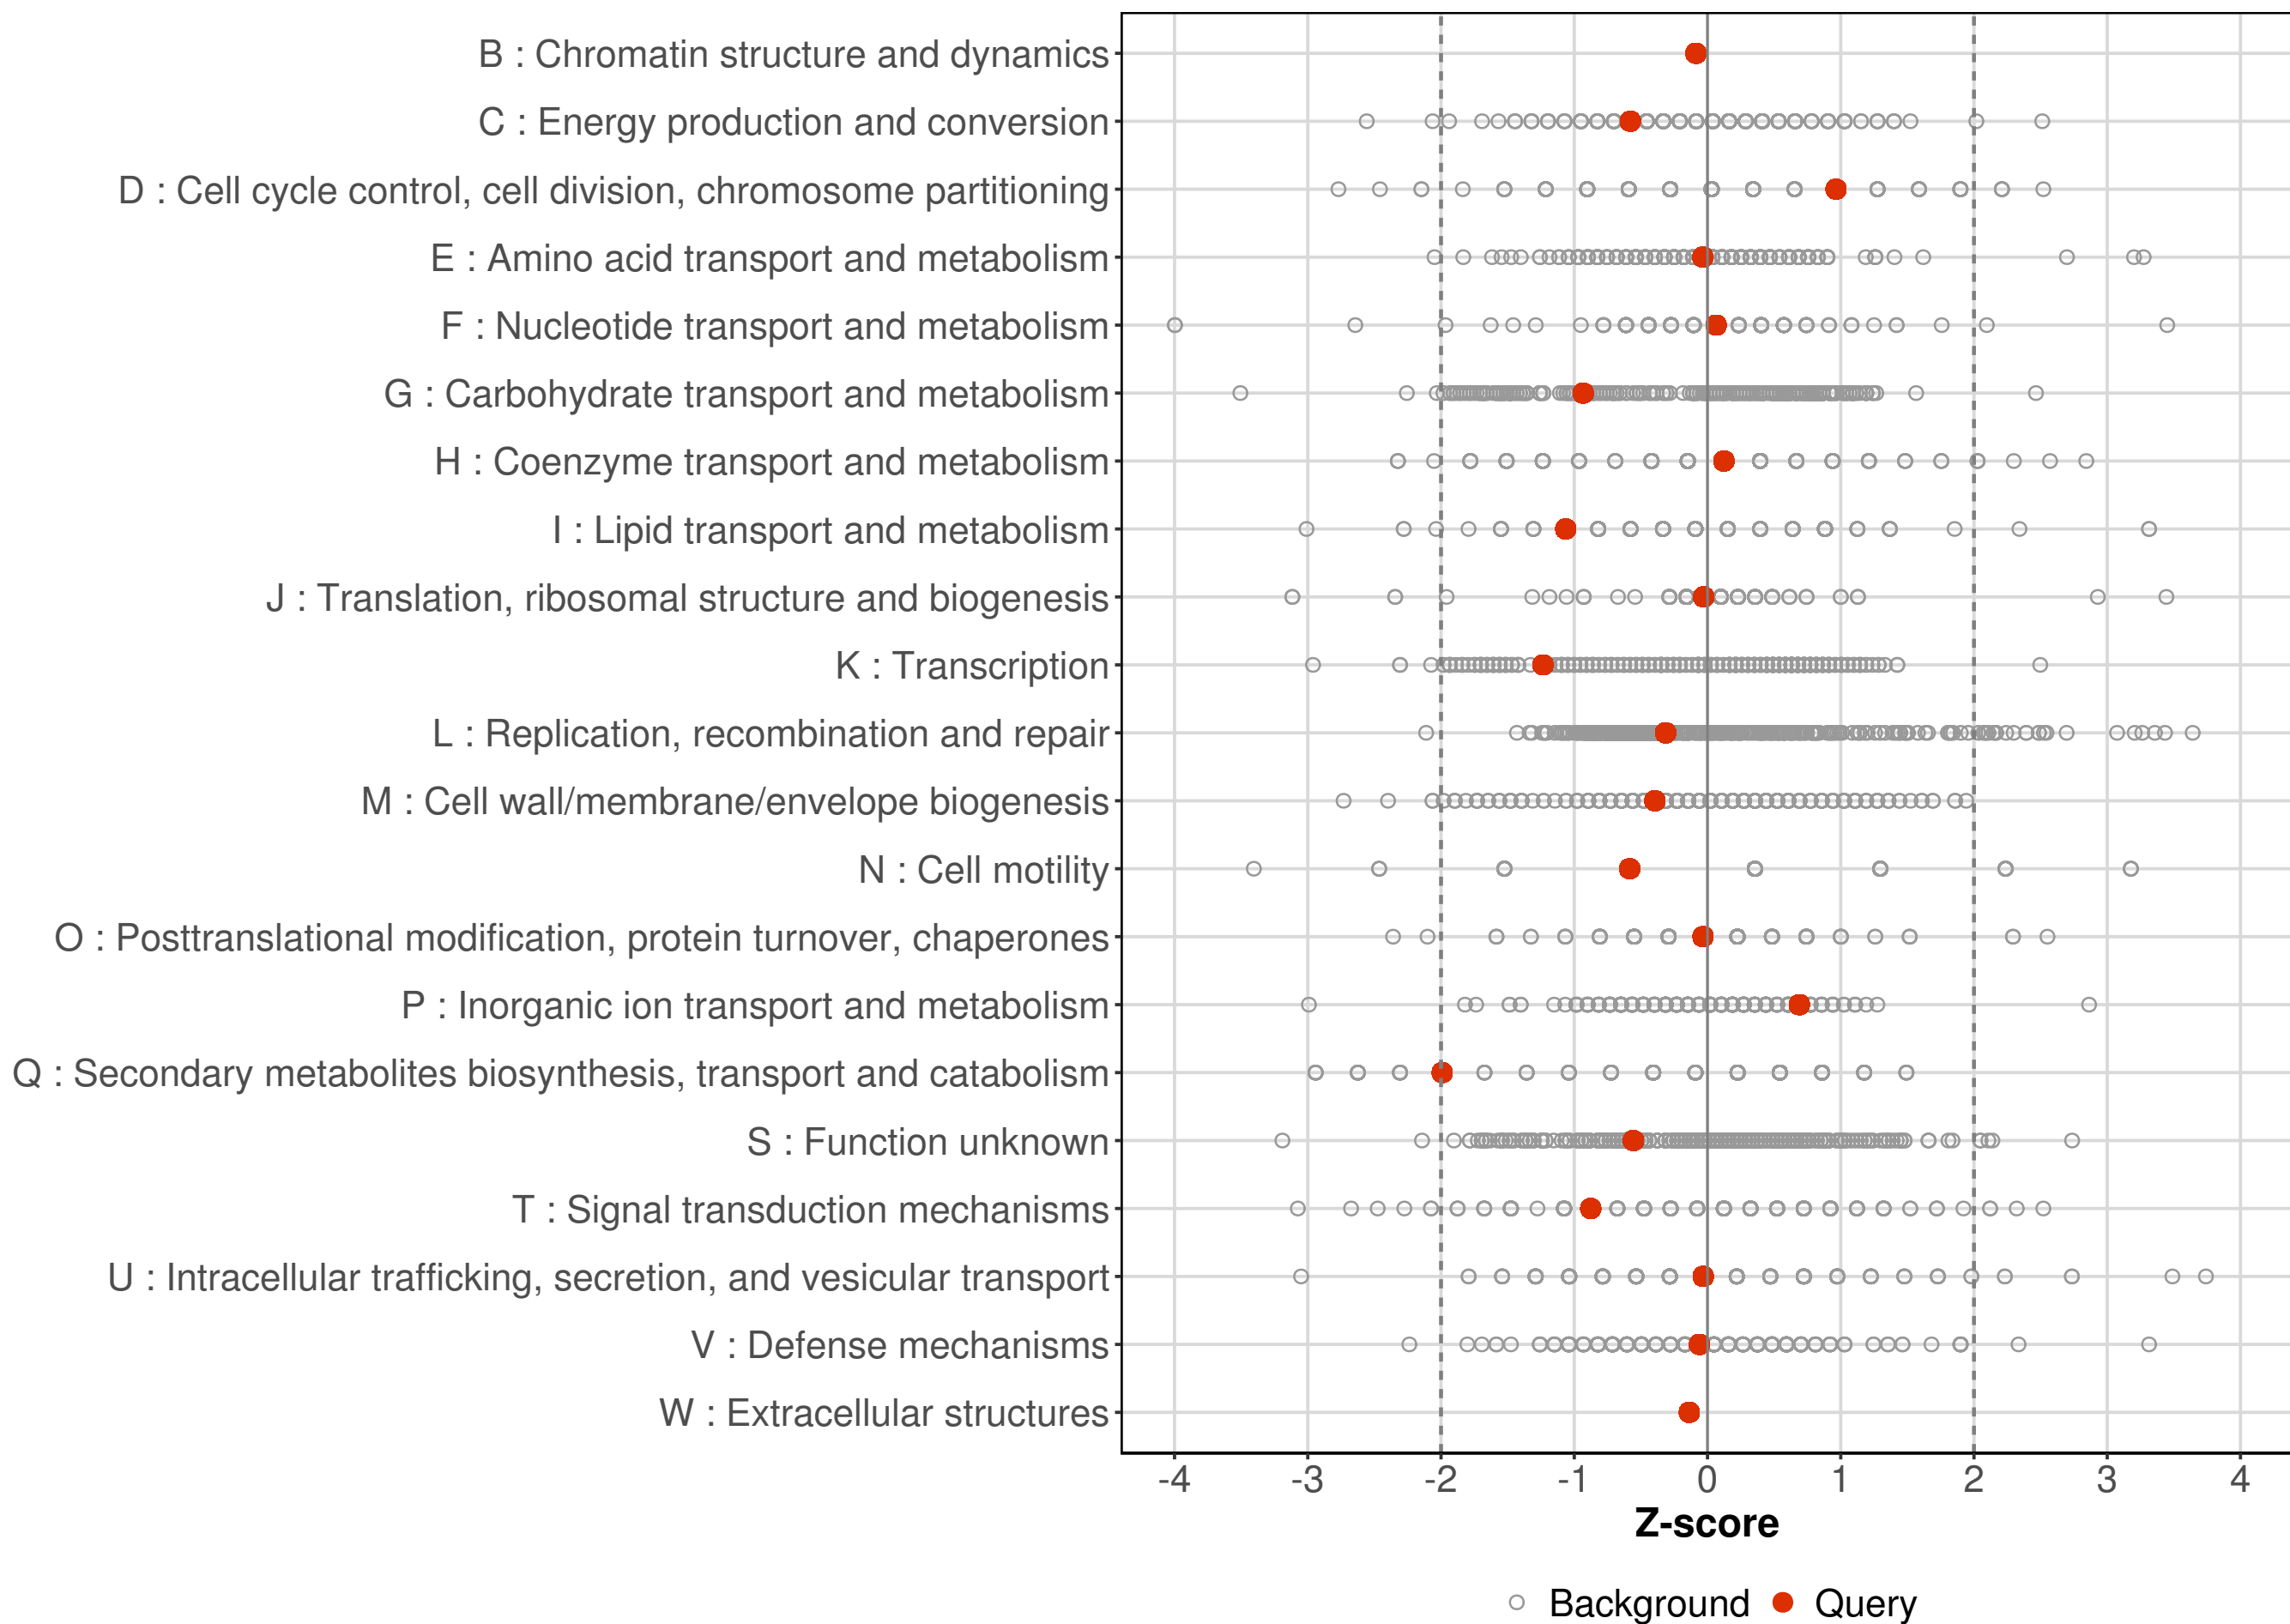 B : Chromatin structure and dynamics
C : Energy production and conversion
D : Cell cycle control, cell division, chromosome partitioning
E : Amino acid transport and metabolism
F : Nucleotide transport and metabolism
G : Carbohydrate transport and metabolism
H : Coenzyme transport and metabolism
I : Lipid transport and metabolism
J : Translation, ribosomal structure and biogenesis
K : Transcription
L : Replication, recombination and repair
M : Cell wall/membrane/envelope biogenesis
N : Cell motility
O : Posttranslational modification, protein turnover, chaperones
P : Inorganic ion transport and metabolism
Q : Secondary metabolites biosynthesis, transport and catabolism
S : Function unknown
T : Signal transduction mechanisms
U : Intracellular trafficking, secretion, and vesicular transport
V : Defense mechanisms
W : Extracellular structures
-4 -3 -2 -1 0 1 2 3 4
Z-score
Background Query